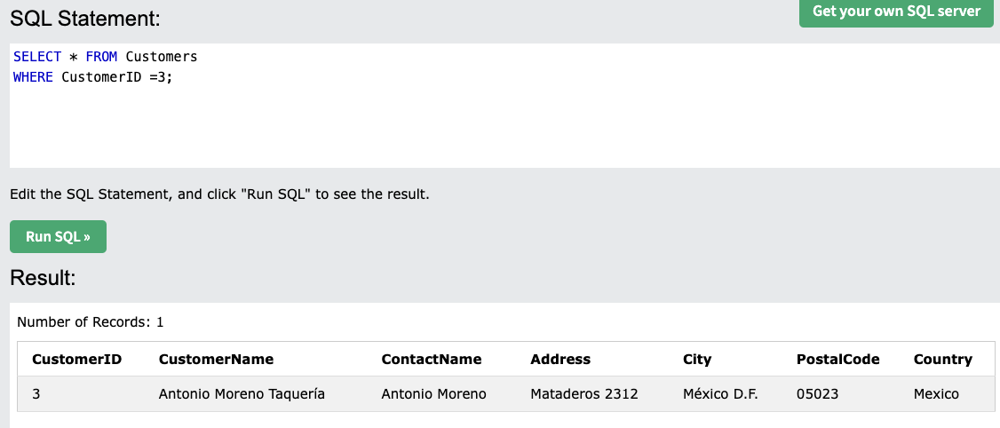 SQL Statement:
Get your own SQL server
SELECT * FROM Customers
WHERE CustomerID =3;
Edit the SQL Statement, and click "Run SQL" to see the result.
Run SQL »
Result:
Number of Records: 1
CustomerID CustomerName ContactName Address City PostalCode Country
3 Antonio Moreno Taquería Antonio Moreno Mataderos 2312 México D.F. 05023 Mexico